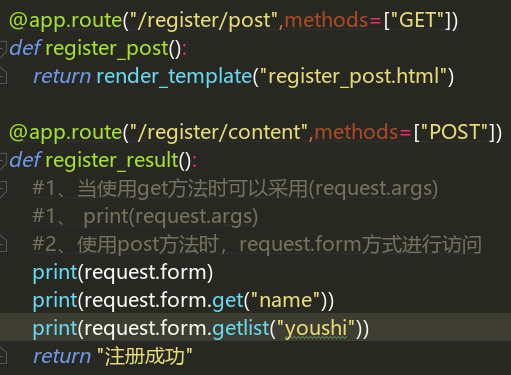 @app.route("/register/post",methods=["GET"])
def register_post():
    return render_template("register_post.html")
@app.route("/register/content",methods=["POST"])
def register_result():
    #1、当使用get方法时可以采用(request.args)
    #1、 print(request.args)
    #2、使用post方法时，request.form方式进行访问
    print(request.form)
    print(request.form.get("name"))
    print(request.form.getlist("youshi"))
    return "注册成功"